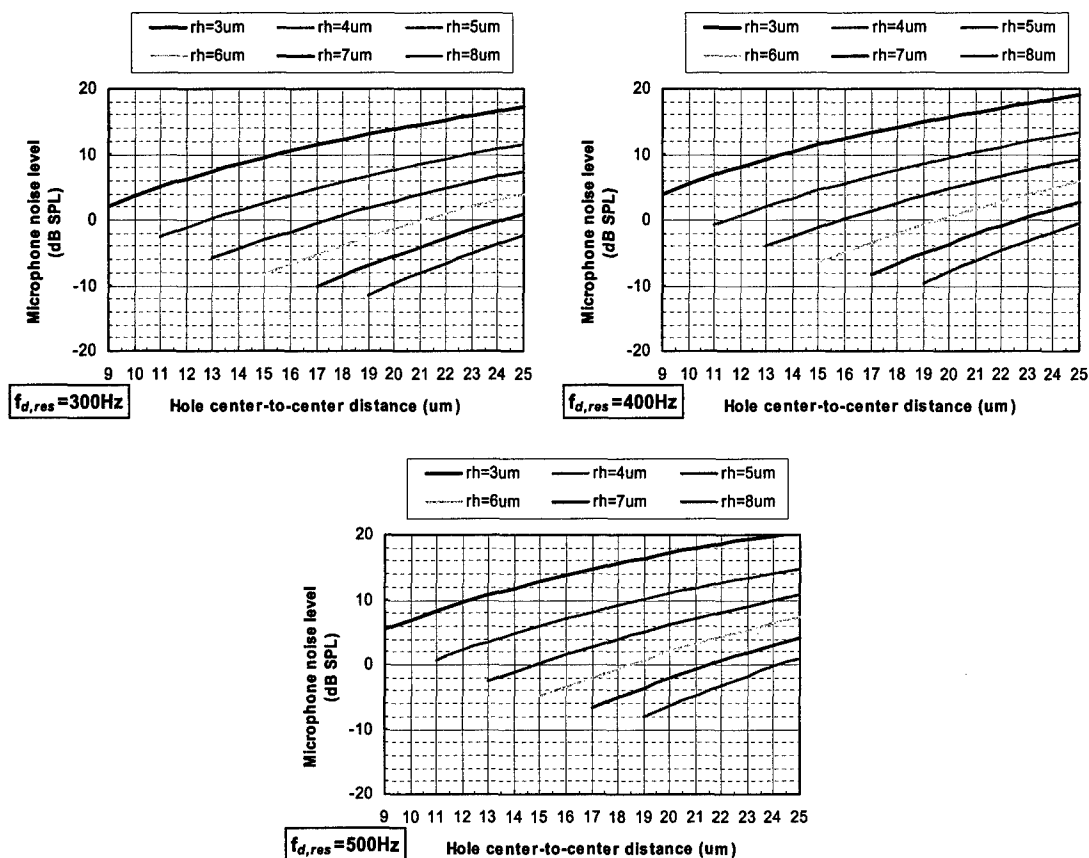 rh=3um rh=4um rh=5um
rh=6um rh=7um rh=8um
Microphone noise level
(dB SPL)
20
10
0
-10
-20
9 10 11 12 13 14 15 16 17 18 19 20 21 22 23 24 25
f_d,res=300Hz
Hole center-to-center distance (um)
rh=3um rh=4um rh=5um
rh=6um rh=7um rh=8um
Microphone noise level
(dB SPL)
20
10
0
-10
-20
9 10 11 12 13 14 15 16 17 18 19 20 21 22 23 24 25
f_d,res=400Hz
Hole center-to-center distance (um)
rh=3um rh=4um rh=5um
rh=6um rh=7um rh=8um
Microphone noise level
(dB SPL)
20
10
0
-10
-20
9 10 11 12 13 14 15 16 17 18 19 20 21 22 23 24 25
f_d,res=500Hz
Hole center-to-center distance (um)